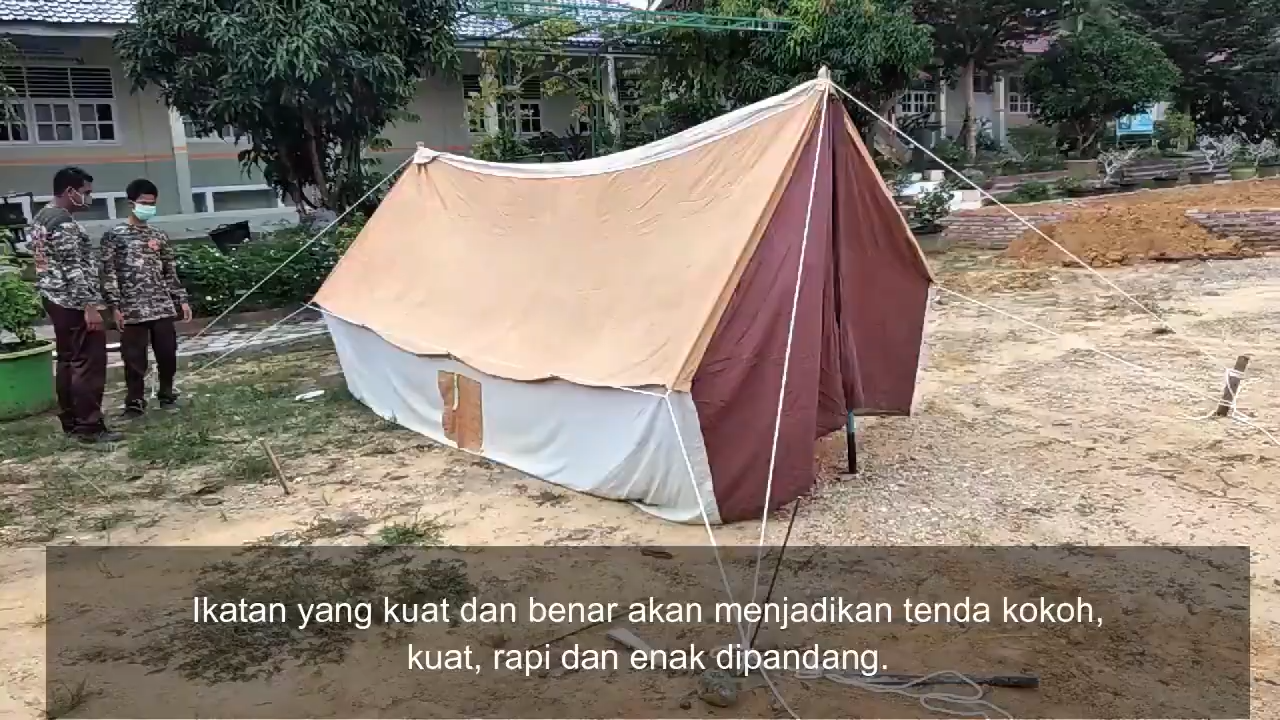 Ikatan yang kuat dan benar akan menjadikan tenda kokoh,
kuat, rapi dan enak dipandang.